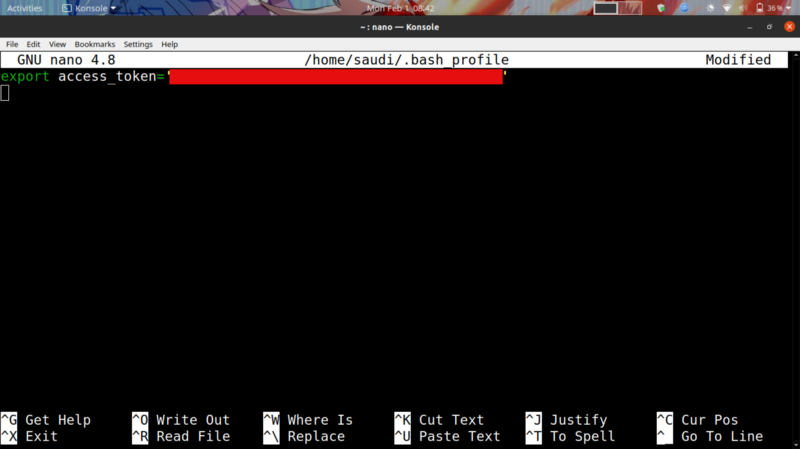 Activities Konsole Mon Feb 1 08:42 36%
~ : nano — Konsole
File Edit View Bookmarks Settings Help
GNU nano 4.8 /home/saudi/.bash_profile Modified
export access_token=' '
^G Get Help ^O Write Out ^W Where Is ^K Cut Text ^J Justify ^C Cur Pos
^X Exit ^R Read File ^\ Replace ^U Paste Text ^T To Spell ^_ Go To Line